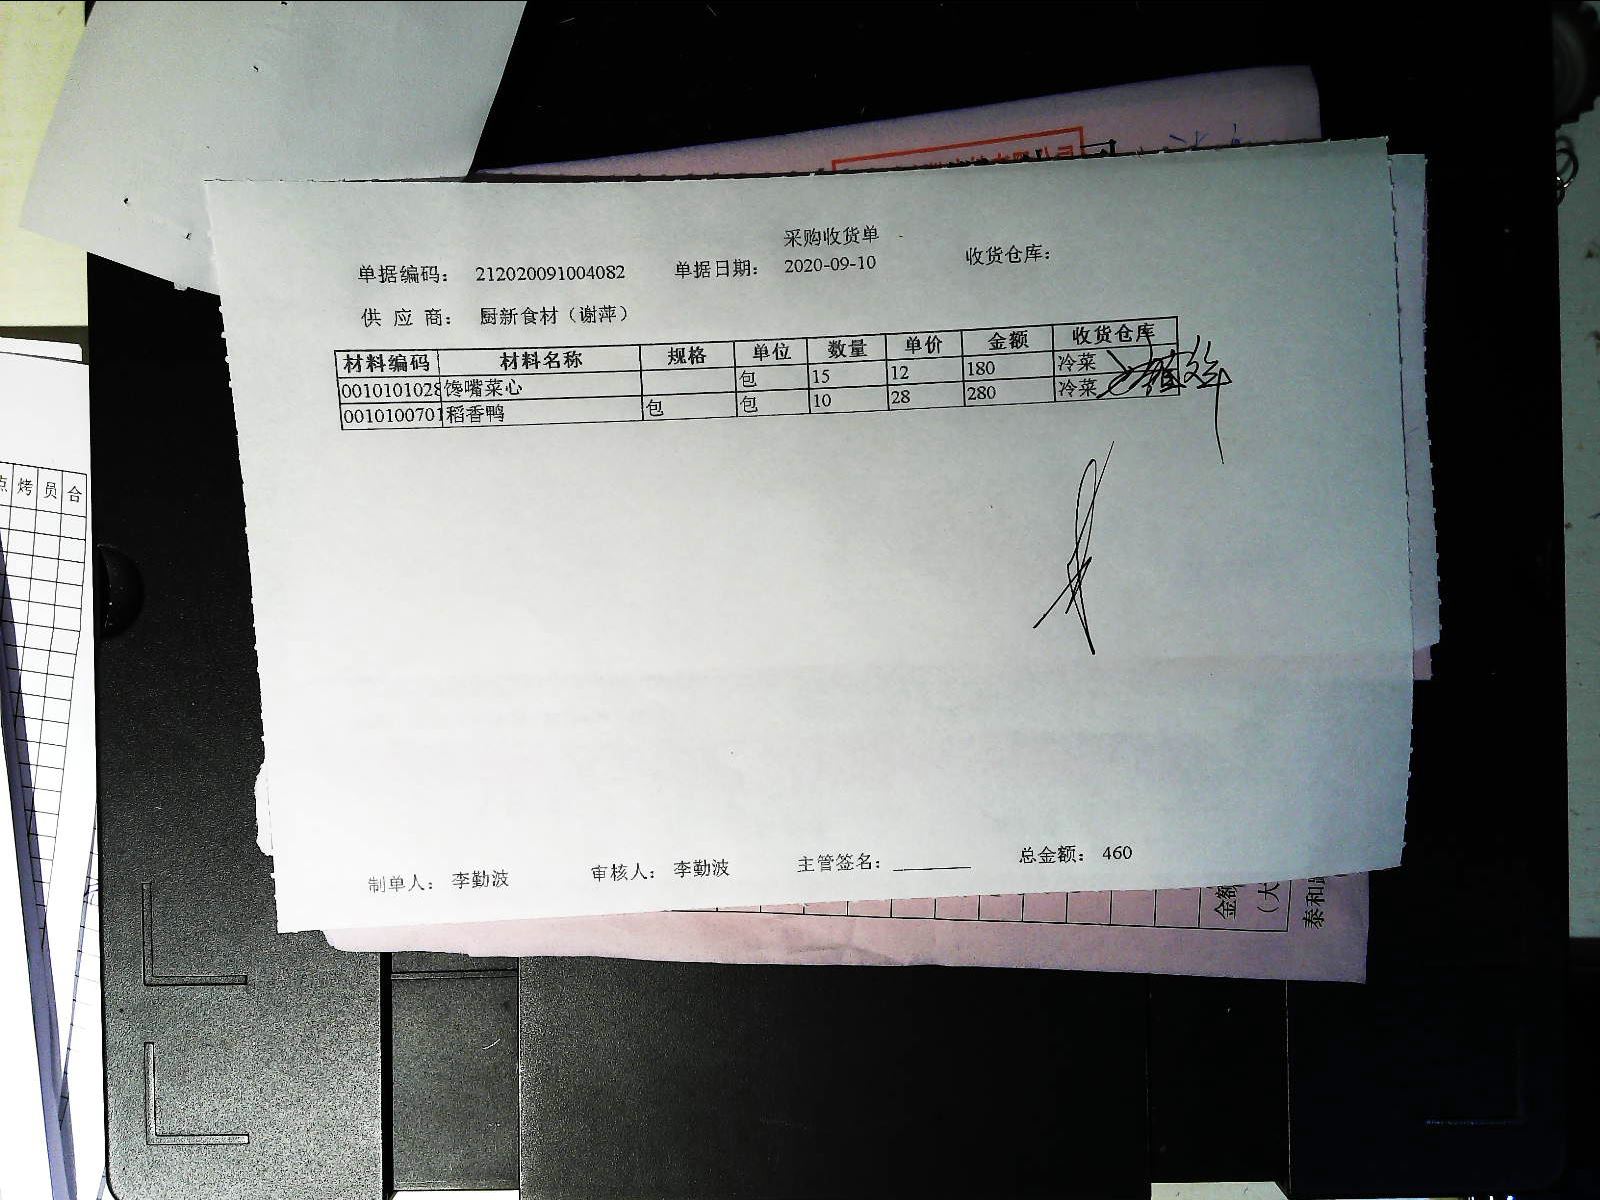 采购收货单
单据编码： 212020091004082 单据日期： 2020-09-10 收货仓库：
供 应 商： 厨新食材（谢萍）
材料编码 材料名称 规格 单位 数量 单价 金额 收货仓库
0010101028 馋嘴菜心 包 15 12 180 冷菜
0010100701 稻香鸭 包 包 10 28 280 冷菜
制单人： 李勤波 审核人： 李勤波 主管签名： 总金额： 460
烤 员 合
金额
（大
泰和